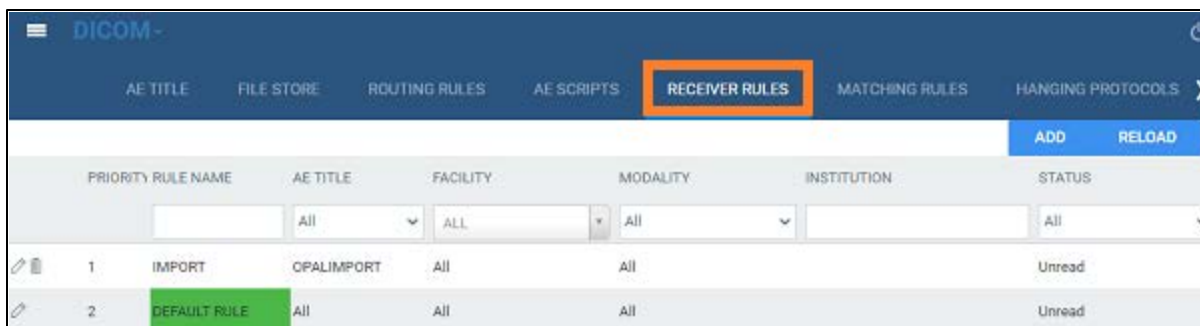 DICOM
AE TITLE FILE STORE ROUTING RULES AE SCRIPTS RECEIVER RULES MATCHING RULES HANGING PROTOCOLS
ADD RELOAD
PRIORITY RULE NAME AE TITLE FACILITY MODALITY INSTITUTION STATUS
All ALL All All
1 IMPORT OPALIMPORT All All Unread
2 DEFAULT RULE All All All Unread